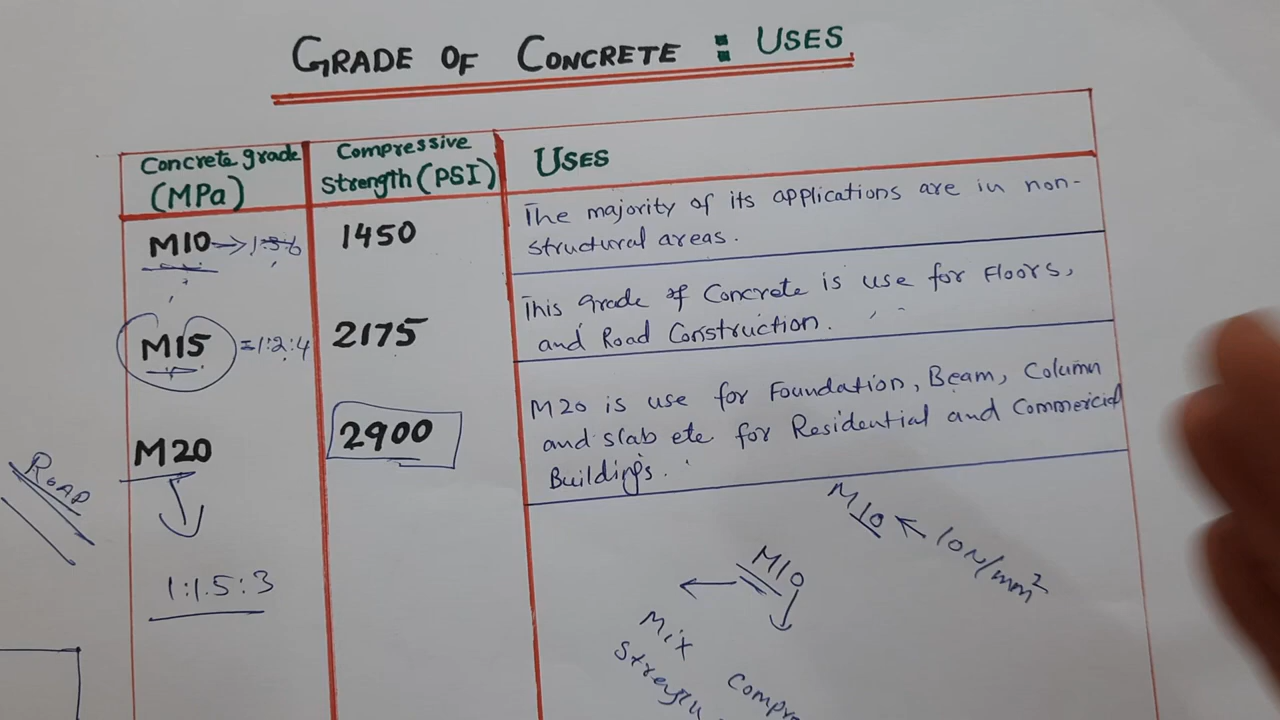 GRADE OF CONCRETE : USES
Concrete grade
(MPa)
Compressive
Strength (PSI)
USES
M10 → 1:3:6
1450
The majority of its applications are in non-
structural areas.
M15 = 1:2:4
2175
This Grade of Concrete is use for Floors,
and Road Construction.
M20
2900
M20 is use for Foundation, Beam, Column
and slab etc for Residential and Commercial
Buildings.
1:1.5:3
ROAD
M10 ← 10N/mm²
M10
Mix
Strength